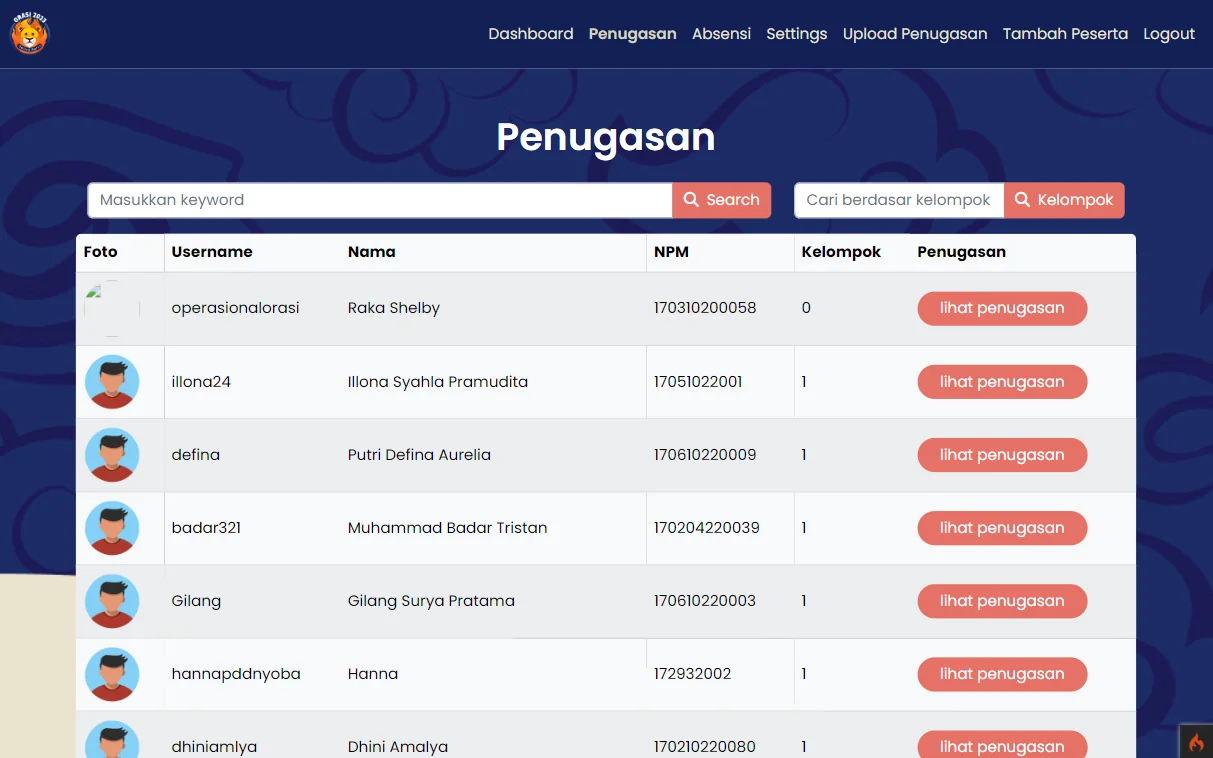 ORASI 2023
Dashboard Penugasan Absensi Settings Upload Penugasan Tambah Peserta Logout
Penugasan
Masukkan keyword Search Cari berdasar kelompok Kelompok
Foto Username Nama NPM Kelompok Penugasan
operasionalorasi Raka Shelby 170310200058 0 lihat penugasan
illona24 Illona Syahla Pramudita 17051022001 1 lihat penugasan
defina Putri Defina Aurelia 170610220009 1 lihat penugasan
badar321 Muhammad Badar Tristan 170204220039 1 lihat penugasan
Gilang Gilang Surya Pratama 170610220003 1 lihat penugasan
hannapddnyoba Hanna 172932002 1 lihat penugasan
dhiniamlya Dhini Amalya 170210220080 1 lihat penugasan